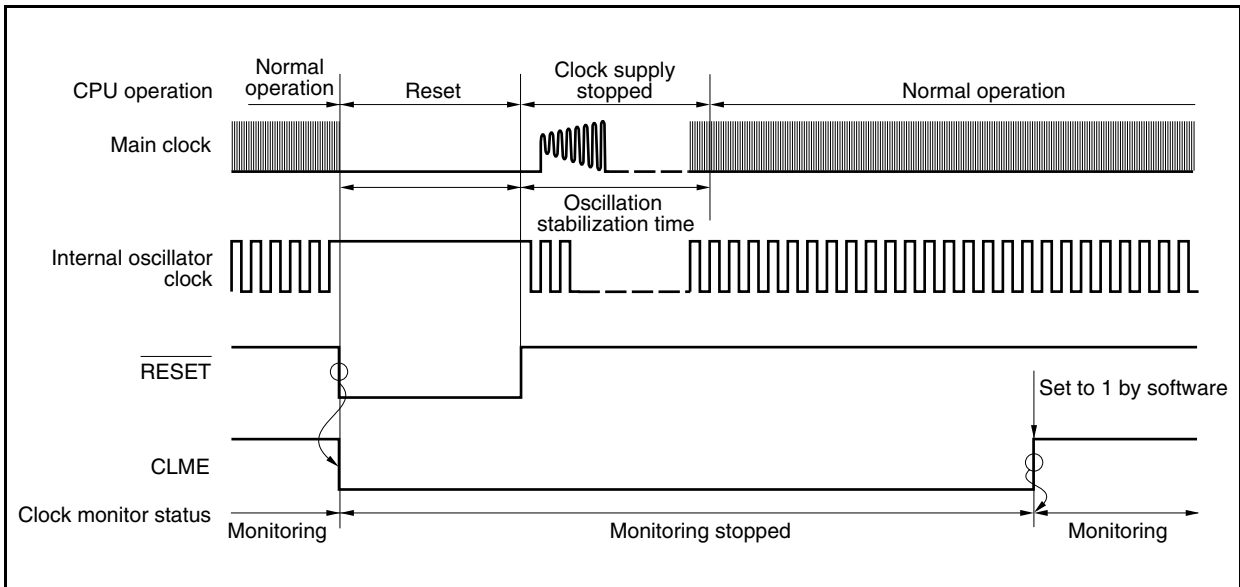 CPU operation
Normal
operation
Reset
Clock supply
stopped
Normal operation
Main clock
Oscillation
stabilization time
Internal oscillator
clock
RESET
Set to 1 by software
CLME
Clock monitor status
Monitoring
Monitoring stopped
Monitoring